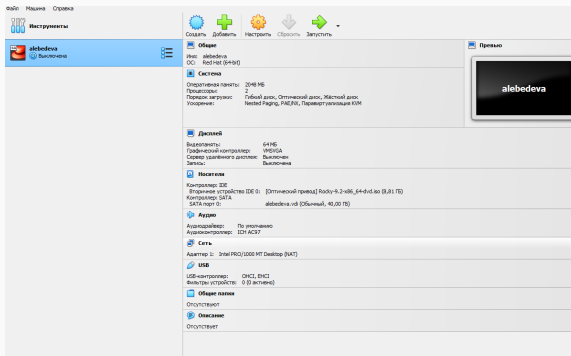 Файл Машина Справка
Инструменты
Создать Добавить Настроить Сбросить Запустить
alebedeva
Выключена
Общие
Имя: alebedeva
ОС: Red Hat (64-bit)
Превью
alebedeva
Система
Оперативная память: 2048 МБ
Процессоры: 2
Порядок загрузки: Гибкий диск, Оптический диск, Жёсткий диск
Ускорение: Nested Paging, PAE/NX, Паравиртуализация KVM
Дисплей
Видеопамять: 64 МБ
Графический контроллер: VMSVGA
Сервер удалённого дисплея: Выключен
Запись: Выключена
Носители
Контроллер: IDE
Вторичное устройство IDE 0: [Оптический привод] Rocky-9.2-x86_64-dvd.iso (8,81 ГБ)
Контроллер: SATA
SATA порт 0: alebedeva.vdi (Обычный, 40,00 ГБ)
Аудио
Аудиодрайвер: По умолчанию
Аудиоконтроллер: ICH AC97
Сеть
Адаптер 1: Intel PRO/1000 MT Desktop (NAT)
USB
USB-контроллер: OHCI, EHCI
Фильтры устройств: 0 (0 активно)
Общие папки
Отсутствуют
Описание
Отсутствует